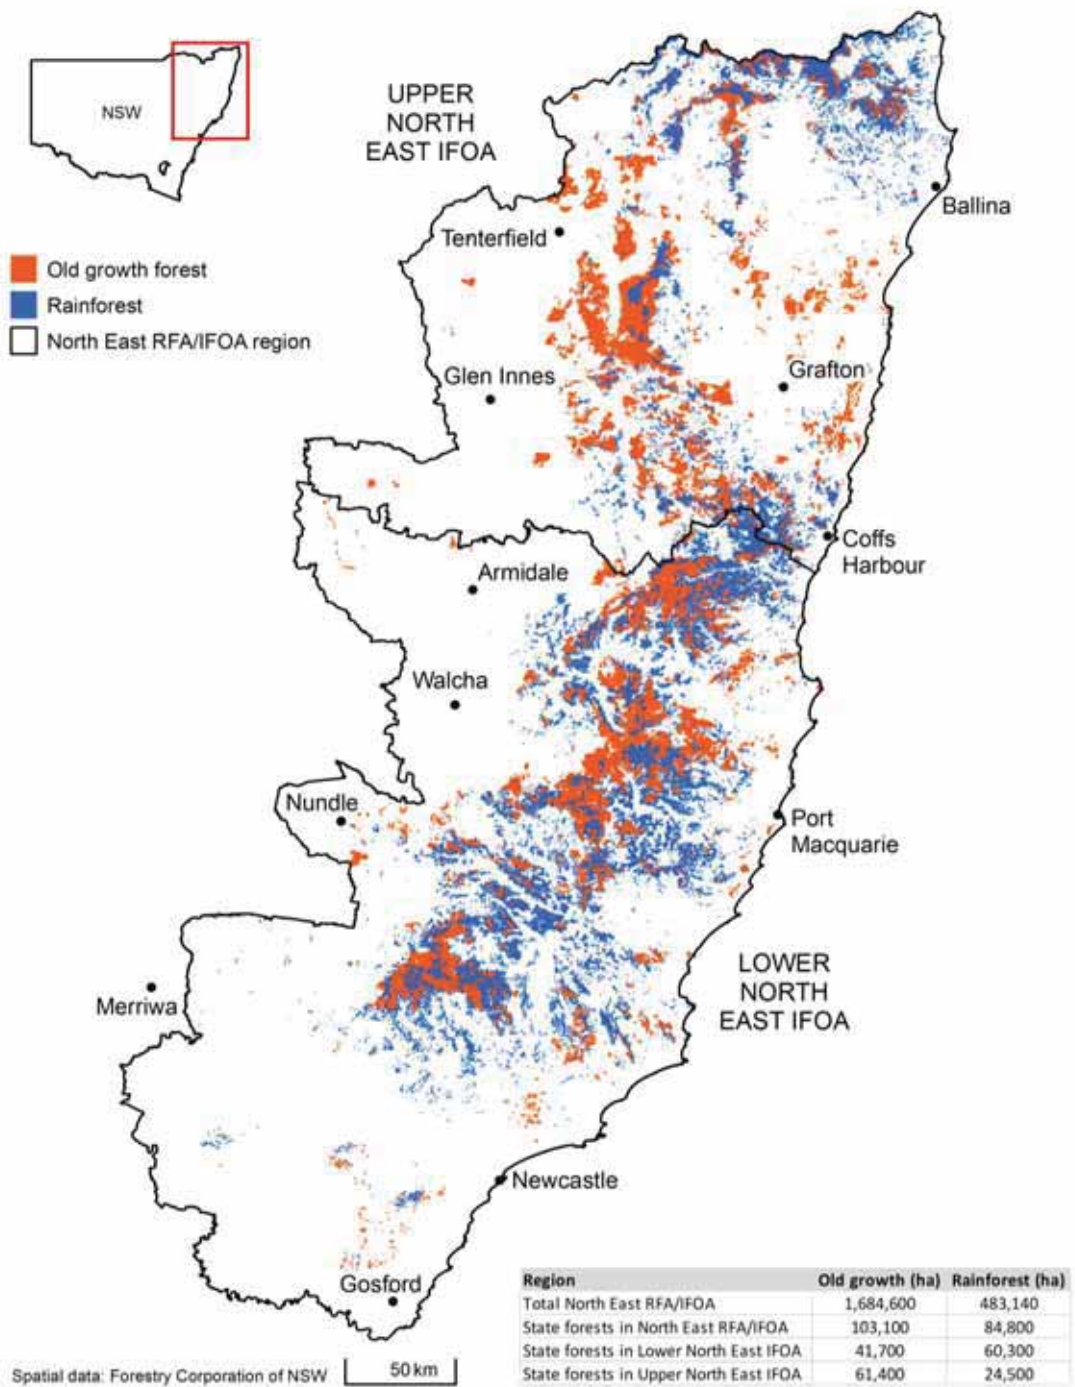 NSW
UPPER
NORTH
EAST IFOA
Ballina
Tenterfield
Old growth forest
Rainforest
North East RFA/IFOA region
Glen Innes
Grafton
Coffs
Harbour
Armidale
Walcha
Nundle
Port
Macquarie
LOWER
NORTH
EAST IFOA
Merriwa
Newcastle
Gosford
Region Old growth (ha) Rainforest (ha)
Total North East RFA/IFOA 1,684,600 483,140
State forests in North East RFA/IFOA 103,100 84,800
State forests in Lower North East IFOA 41,700 60,300
State forests in Upper North East IFOA 61,400 24,500
Spatial data: Forestry Corporation of NSW
50 km